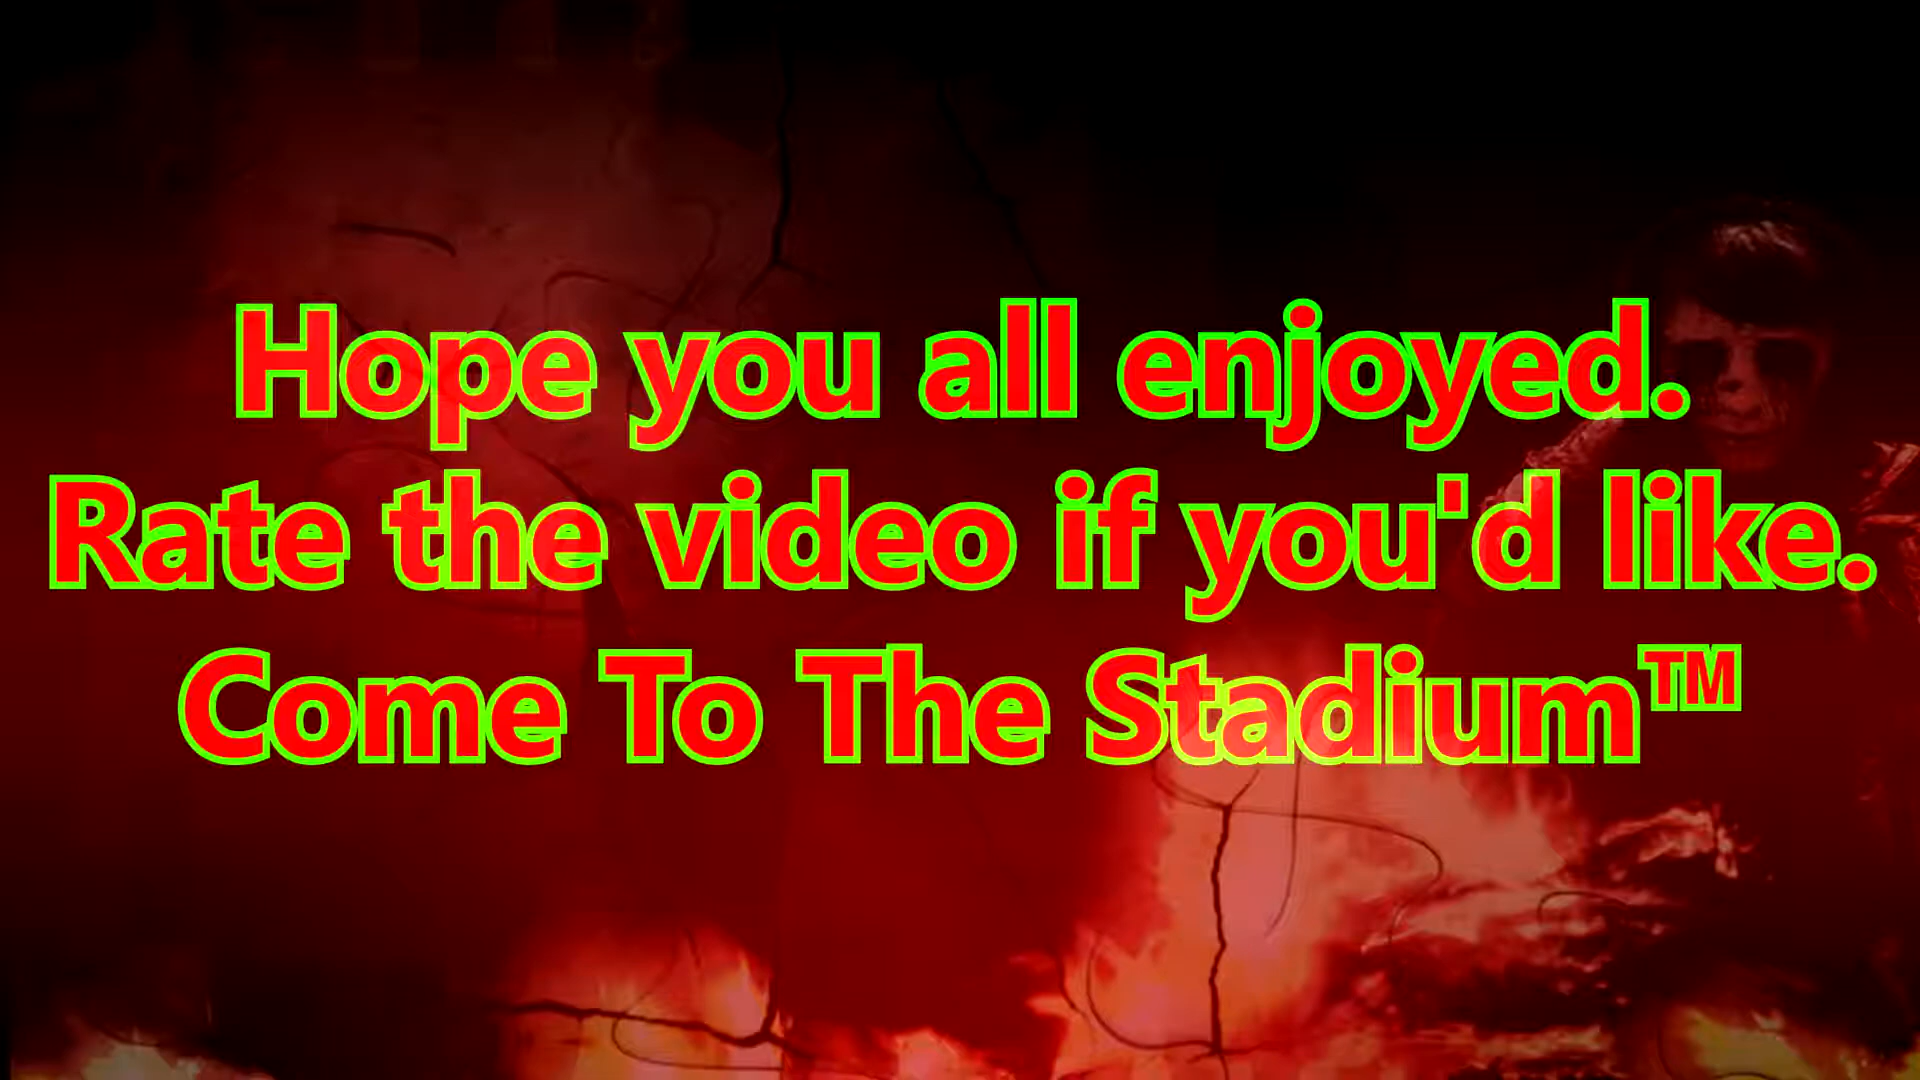 Hope you all enjoyed.
Rate the video if you'd like.
Come To The Stadium™